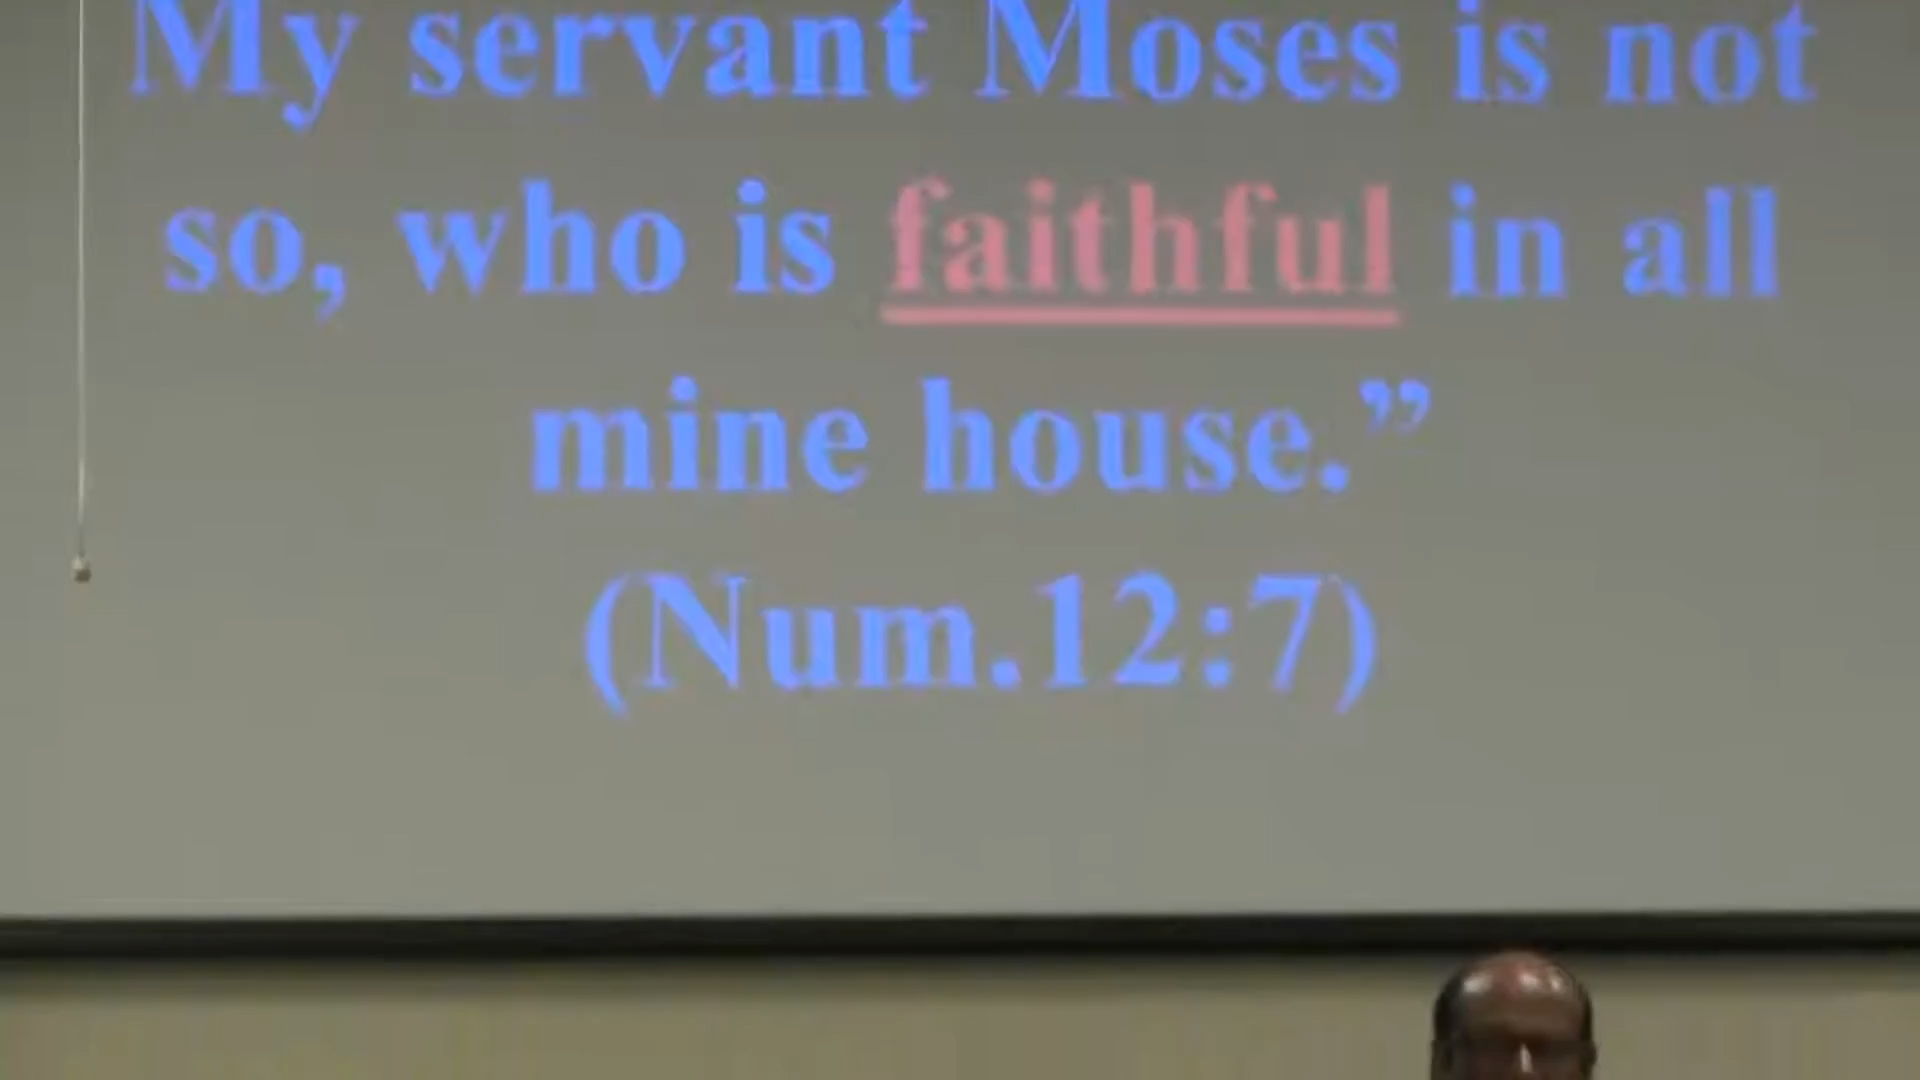 My servant Moses is not
so, who is faithful in all
mine house.”
(Num.12:7)